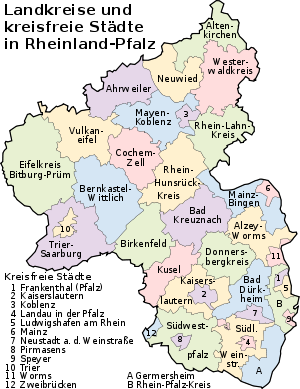 Landkreise und
kreisfreie Städte
in Rheinland-Pfalz
Alten-
kirchen
Wester-
waldkreis
Neuwied
Ahrweiler
Mayen-
Koblenz
3
Rhein-Lahn-
Kreis
Vulkan-
eifel
Cochem-
Zell
Eifelkreis
Bitburg-Prüm
Rhein-
Hunsrück-
Kreis
Bernkastel-
Wittlich
Mainz-
Bingen
6
Bad
Kreuznach
10
Trier-
Saarburg
Birkenfeld
Alzey-
Worms
11
Donners-
bergkreis
Kusel
Kaisers-
lautern
2
Bad
Dürk-
heim
1
5
B
9
7
12
Südwest-
pfalz
8
Südl.
4
Wein-
str.
A
Kreisfreie Städte
1 Frankenthal (Pfalz)
2 Kaiserslautern
3 Koblenz
4 Landau in der Pfalz
5 Ludwigshafen am Rhein
6 Mainz
7 Neustadt a. d. Weinstraße
8 Pirmasens
9 Speyer
10 Trier
11 Worms
12 Zweibrücken
A Germersheim
B Rhein-Pfalz-Kreis